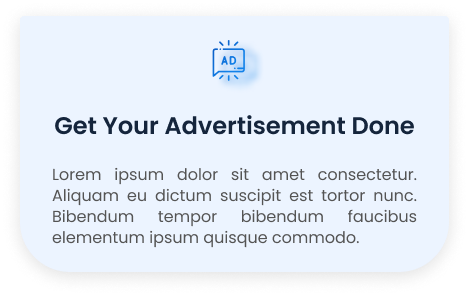 AD
Get Your Advertisement Done
Lorem ipsum dolor sit amet consectetur.
Aliquam eu dictum suscipit est tortor nunc.
Bibendum tempor bibendum faucibus
elementum ipsum quisque commodo.